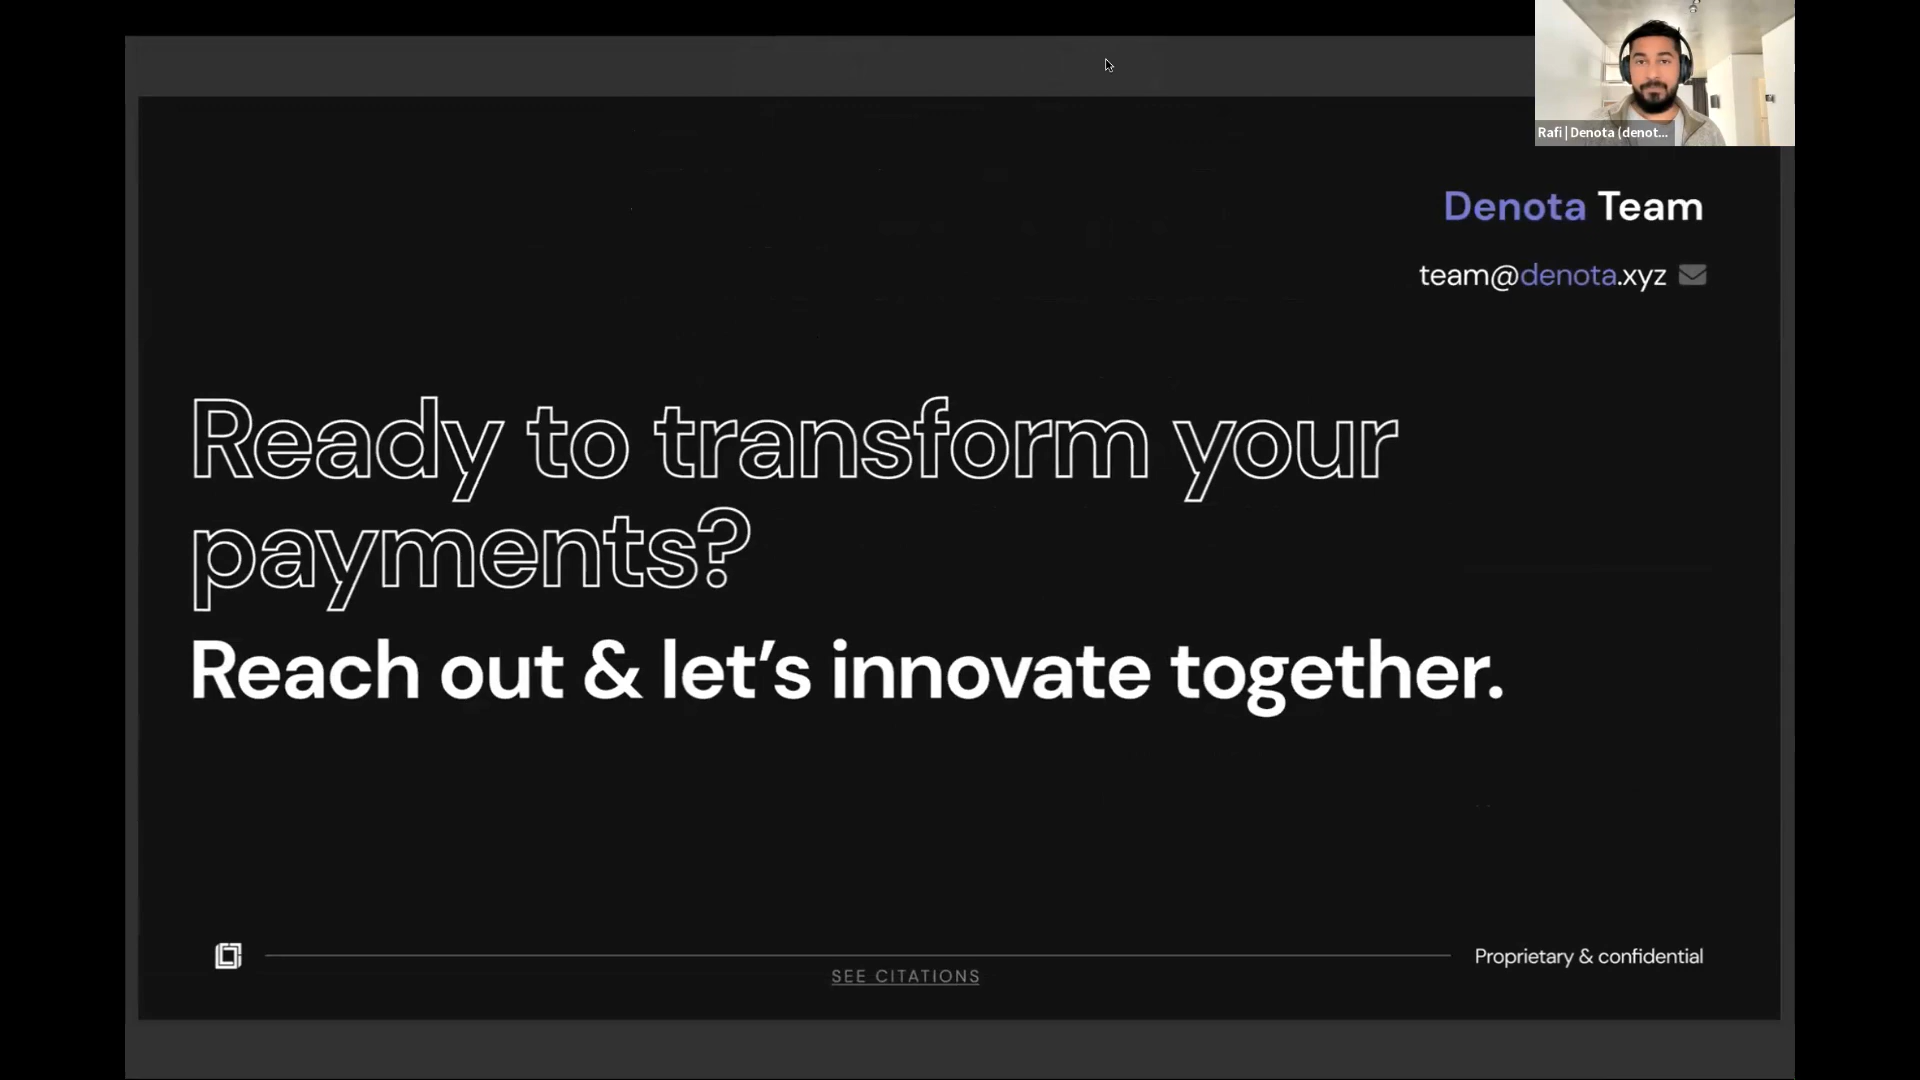 Rafi | Denota (denot...
Denota Team
team@denota.xyz
Ready to transform your
payments?
Reach out & let’s innovate together.
Proprietary & confidential
SEE CITATIONS